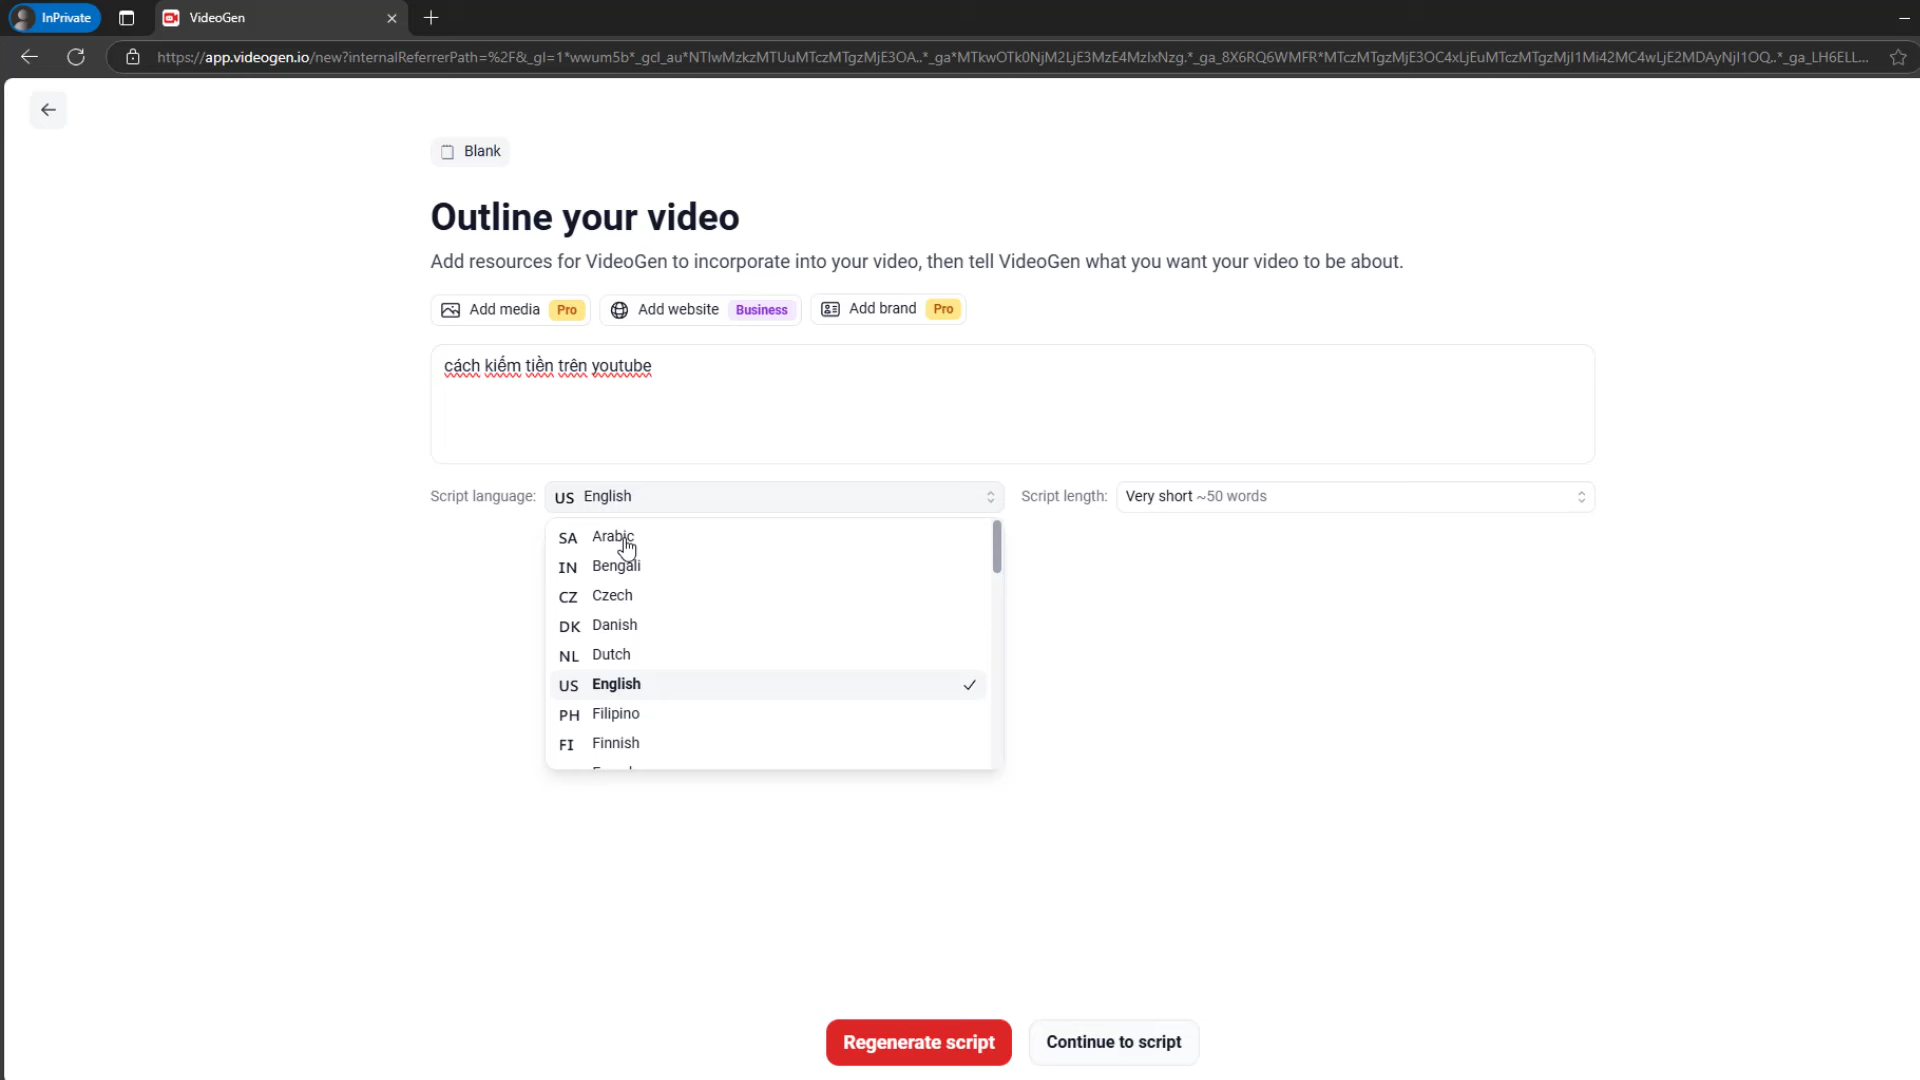 InPrivate
VideoGen
https://app.videogen.io/new?internalReferrerPath=%2F&_gl=1*wwum5b*_gcl_au*NTIwMzkzMTUuMTczMTgzMjE3OA..*_ga*MTkwOTk0NjM2LjE3MzE4MzIxNzg.*_ga_8X6RQ6WMFR*MTczMTgzMjE3OC4xLjEuMTczMTgzMjI1Mi42MC4wLjE2MDAyNjI1OQ..*_ga_LH6ELL...
Blank
Outline your video
Add resources for VideoGen to incorporate into your video, then tell VideoGen what you want your video to be about.
Add media Pro Add website Business Add brand Pro
cách kiếm tiền trên youtube
Script language: US English Script length: Very short ~50 words
SA Arabic
IN Bengali
CZ Czech
DK Danish
NL Dutch
US English
PH Filipino
FI Finnish
Regenerate script Continue to script